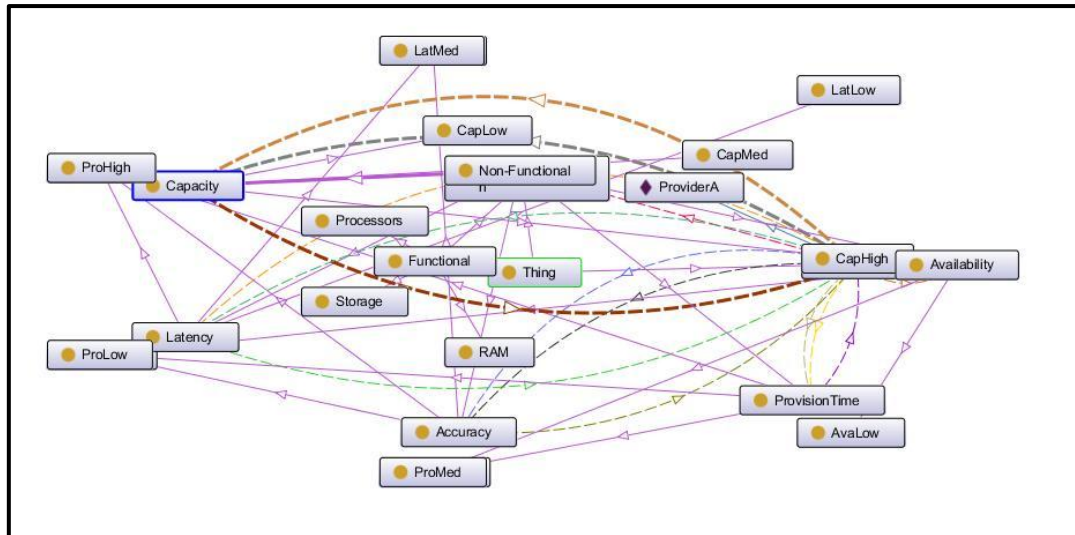 LatMed
LatLow
CapLow
CapMed
ProHigh
Non-Functional
n
Capacity
ProviderA
Processors
Functional
CapHigh
Availability
Thing
Storage
Latency
ProLow
RAM
ProvisionTime
Accuracy
AvaLow
ProMed